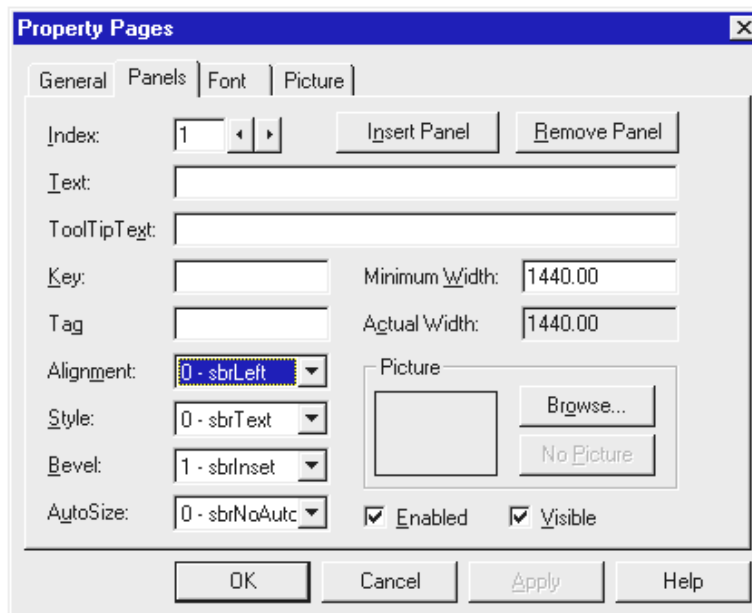 Property Pages
General Panels Font Picture
Index: 1 Insert Panel Remove Panel
Text:
ToolTipText:
Key: Minimum Width: 1440.00
Tag Actual Width: 1440.00
Alignment: 0 - sbrLeft Picture
Style: 0 - sbrText Browse...
Bevel: 1 - sbrInset No Picture
AutoSize: 0 - sbrNoAuto Enabled Visible
OK Cancel Apply Help